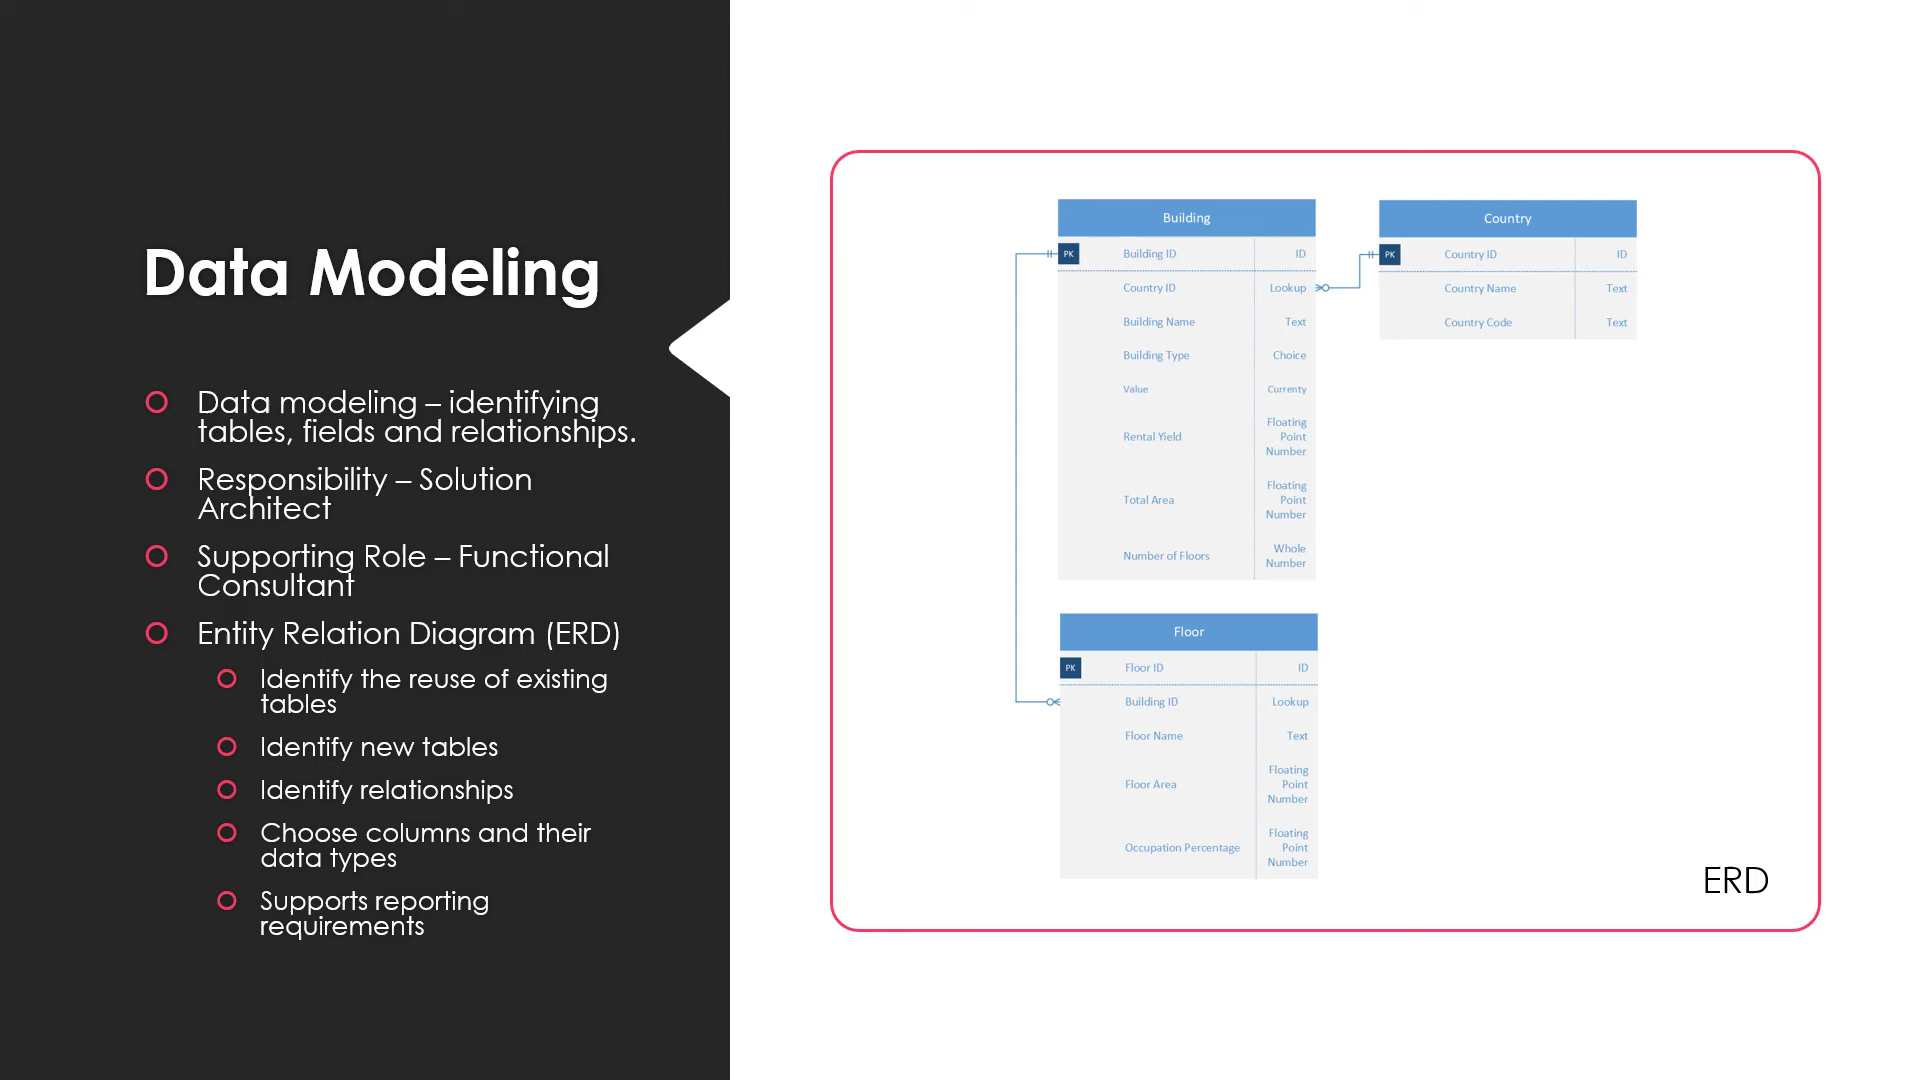 Data Modeling
Data modeling – identifying
tables, fields and relationships.
Responsibility – Solution
Architect
Supporting Role – Functional
Consultant
Entity Relation Diagram (ERD)
Identify the reuse of existing
tables
Identify new tables
Identify relationships
Choose columns and their
data types
Supports reporting
requirements
Building
PK Building ID ID
Country ID Lookup
Building Name Text
Building Type Choice
Value Currenty
Rental Yield Floating
Point
Number
Total Area Floating
Point
Number
Number of Floors Whole
Number
Country
PK Country ID ID
Country Name Text
Country Code Text
Floor
PK Floor ID ID
Building ID Lookup
Floor Name Text
Floor Area Floating
Point
Number
Occupation Percentage Floating
Point
Number
ERD